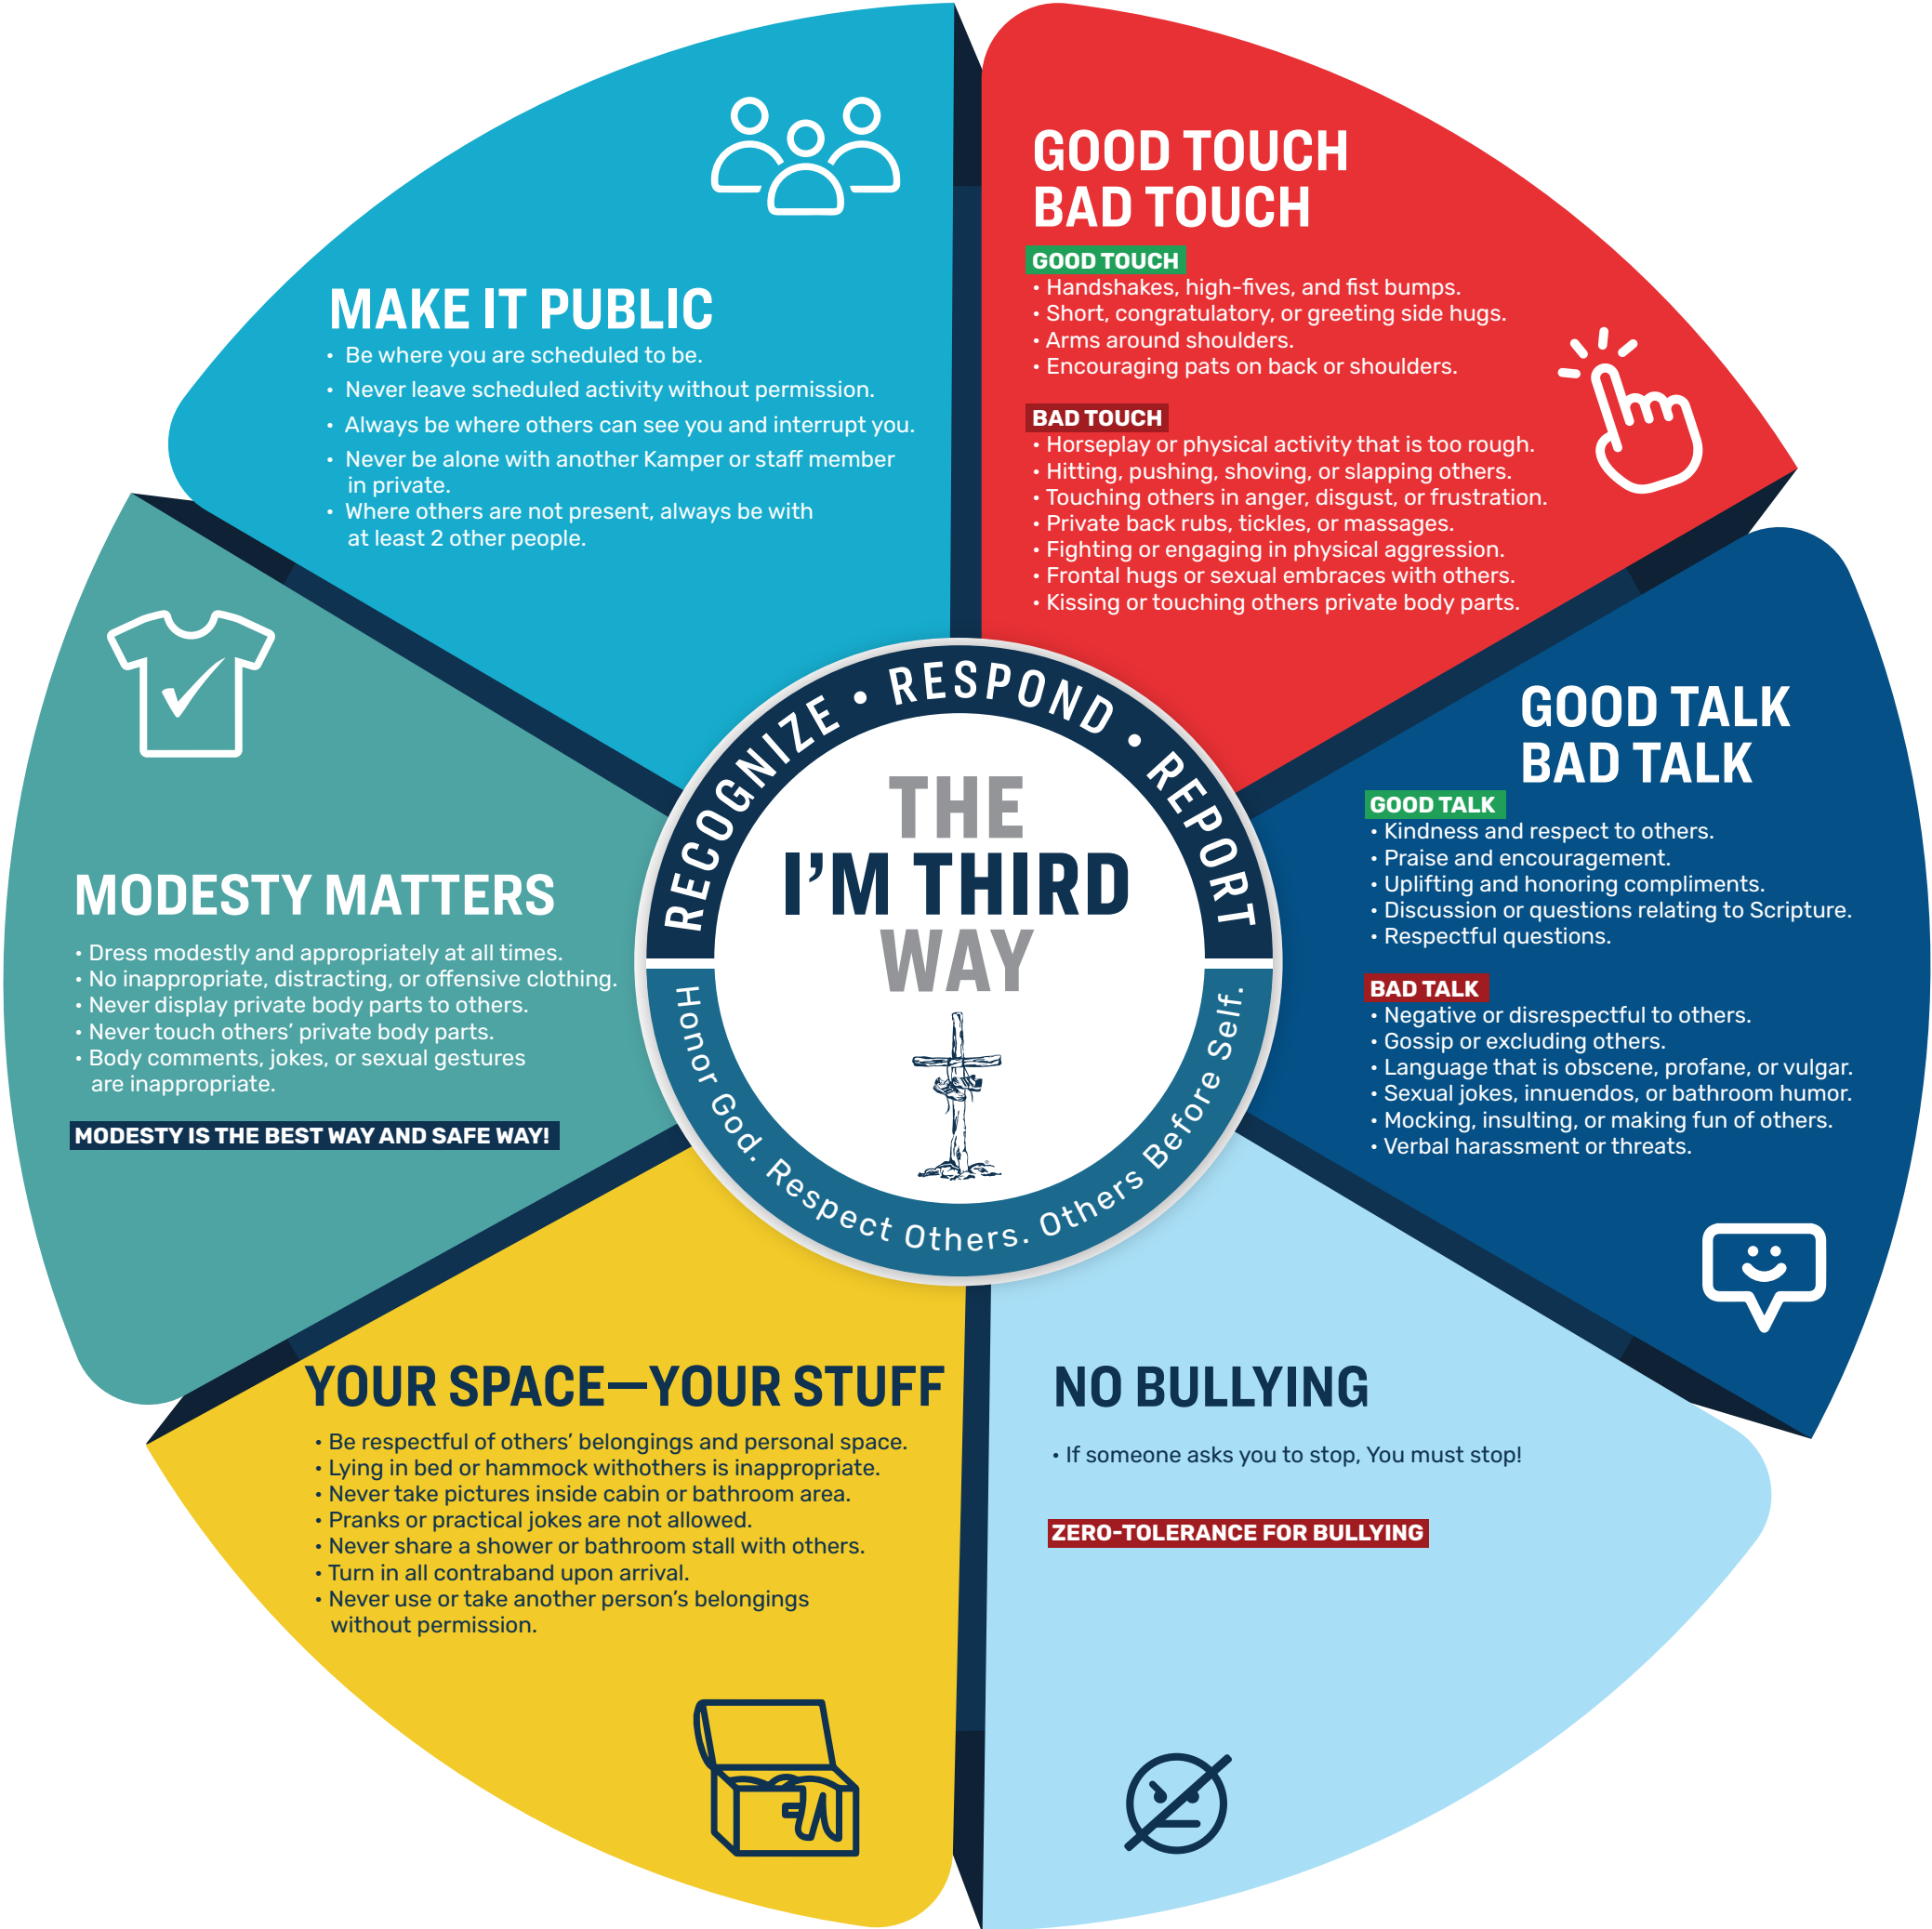 MAKE IT PUBLIC
• Be where you are scheduled to be.
• Never leave scheduled activity without permission.
• Always be where others can see you and interrupt you.
• Never be alone with another Kamper or staff member
in private.
• Where others are not present, always be with
at least 2 other people.
GOOD TOUCH
BAD TOUCH
GOOD TOUCH
• Handshakes, high-fives, and fist bumps.
• Short, congratulatory, or greeting side hugs.
• Arms around shoulders.
• Encouraging pats on back or shoulders.
BAD TOUCH
• Horseplay or physical activity that is too rough.
• Hitting, pushing, shoving, or slapping others.
• Touching others in anger, disgust, or frustration.
• Private back rubs, tickles, or massages.
• Fighting or engaging in physical aggression.
• Frontal hugs or sexual embraces with others.
• Kissing or touching others private body parts.
GOOD TALK
BAD TALK
GOOD TALK
• Kindness and respect to others.
• Praise and encouragement.
• Uplifting and honoring compliments.
• Discussion or questions relating to Scripture.
• Respectful questions.
BAD TALK
• Negative or disrespectful to others.
• Gossip or excluding others.
• Language that is obscene, profane, or vulgar.
• Sexual jokes, innuendos, or bathroom humor.
• Mocking, insulting, or making fun of others.
• Verbal harassment or threats.
RECOGNIZE • RESPOND • REPORT
THE
I'M THIRD
WAY
Honor God. Respect Others. Others Before Self.
MODESTY MATTERS
• Dress modestly and appropriately at all times.
• No inappropriate, distracting, or offensive clothing.
• Never display private body parts to others.
• Never touch others' private body parts.
• Body comments, jokes, or sexual gestures
are inappropriate.
MODESTY IS THE BEST WAY AND SAFE WAY!
YOUR SPACE—YOUR STUFF
• Be respectful of others' belongings and personal space.
• Lying in bed or hammock withothers is inappropriate.
• Never take pictures inside cabin or bathroom area.
• Pranks or practical jokes are not allowed.
• Never share a shower or bathroom stall with others.
• Turn in all contraband upon arrival.
• Never use or take another person's belongings
without permission.
NO BULLYING
• If someone asks you to stop, You must stop!
ZERO-TOLERANCE FOR BULLYING